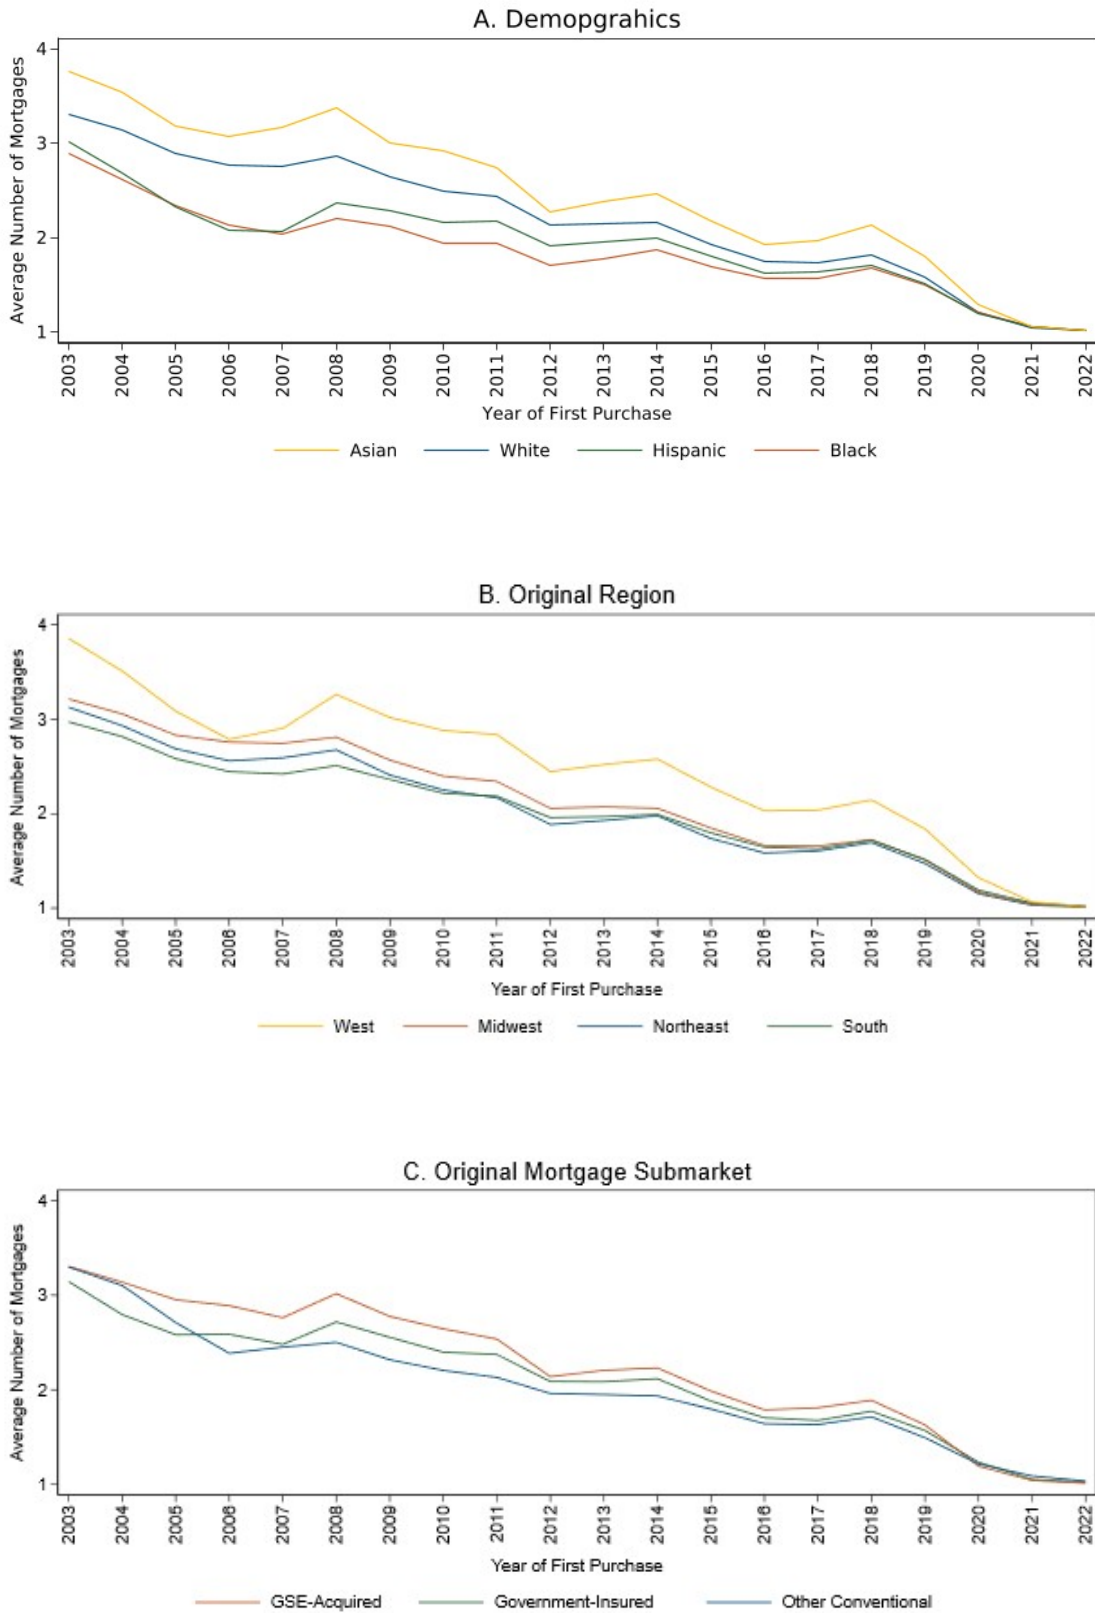 A. Demopgrahics
Average Number of Mortgages
4
3
2
1
2003 2004 2005 2006 2007 2008 2009 2010 2011 2012 2013 2014 2015 2016 2017 2018 2019 2020 2021 2022
Year of First Purchase
Asian White Hispanic Black
B. Original Region
Average Number of Mortgages
4
3
2
1
2003 2004 2005 2006 2007 2008 2009 2010 2011 2012 2013 2014 2015 2016 2017 2018 2019 2020 2021 2022
Year of First Purchase
West Midwest Northeast South
C. Original Mortgage Submarket
Average Number of Mortgages
4
3
2
1
2003 2004 2005 2006 2007 2008 2009 2010 2011 2012 2013 2014 2015 2016 2017 2018 2019 2020 2021 2022
Year of First Purchase
GSE-Acquired Government-Insured Other Conventional